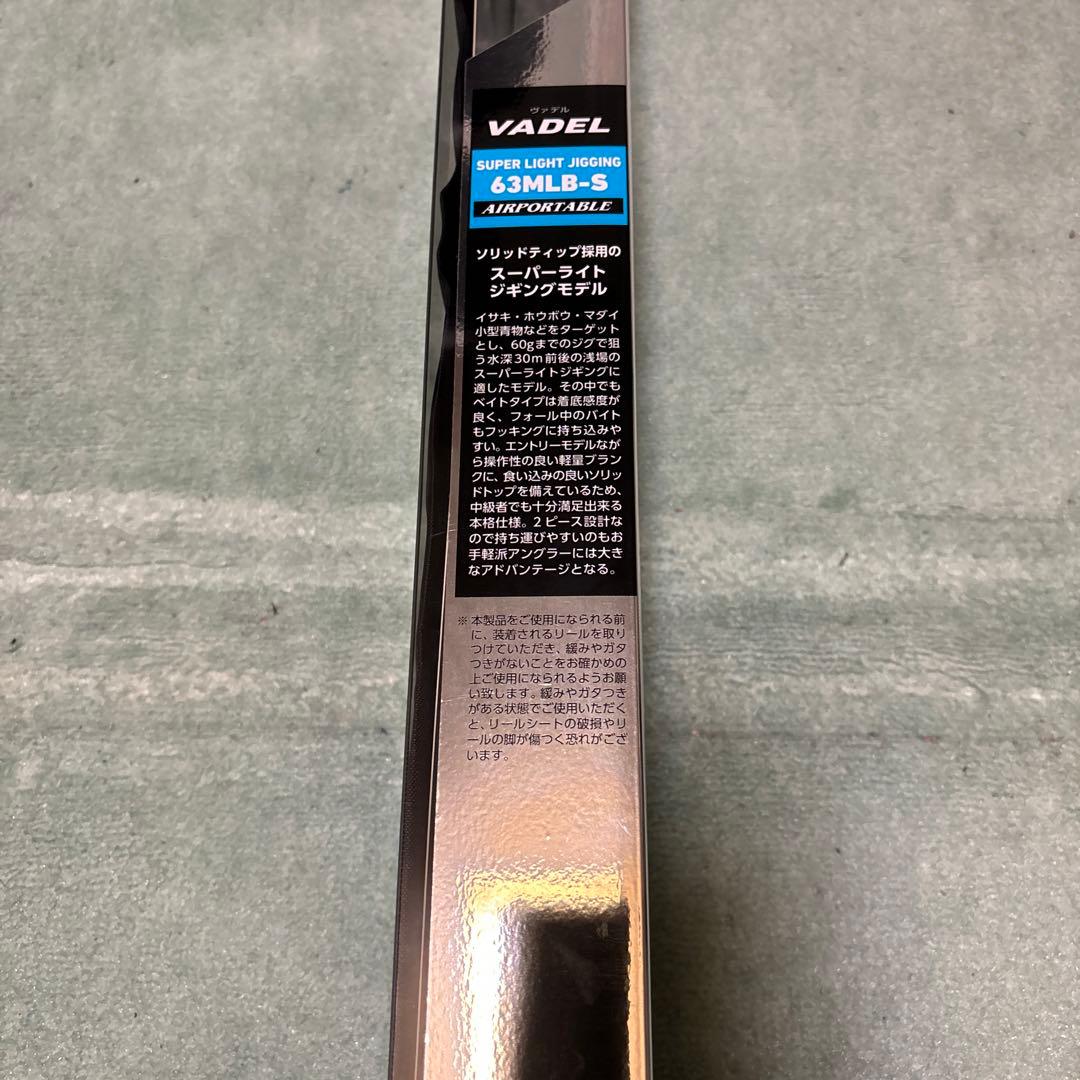 ヴァデル
VADEL
SUPER LIGHT JIGGING
63MLB-S
AIRPORTABLE
ソリッドティップ採用の
スーパーライト
ジギングモデル
イサキ・ホウボウ・マダイ
小型青物などをターゲット
とし、60gまでのジグで狙
う水深30m前後の浅場の
スーパーライトジギングに
適したモデル。その中でも
ベイトタイプは着底感度が
良く、フォール中のバイト
もフッキングに持ち込みや
すい。エントリーモデルなが
ら操作性の良い軽量ブラン
クに、食い込みの良いソリッ
ドトップを備えているため、
中級者でも十分満足出来る
本格仕様。2ピース設計な
ので持ち運びやすいのもお
手軽派アングラーには大き
なアドバンテージとなる。
※本製品をご使用になられる前
に、装着されるリールを取り
つけていただき、緩みやガタ
つきがないことをお確かめの
上ご使用になられるようお願
い致します。緩みやガタつき
がある状態でご使用いただく
と、リールシートの破損やリ
ールの脚が傷つく恐れがござ
います。